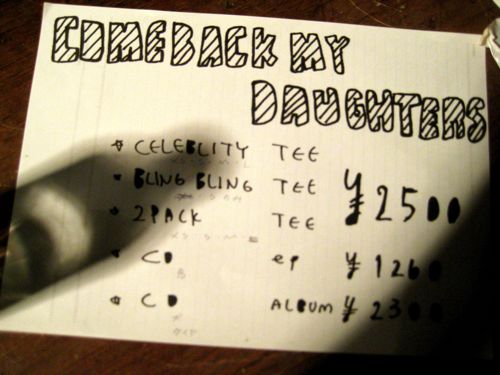 COMEBACK MY
DAUGHTERS
☆ CELEBLITY TEE
★ BLING BLING TEE ¥2500
★ 2PACK TEE
★ CD ep ¥1260
★ CD ALBUM ¥2300